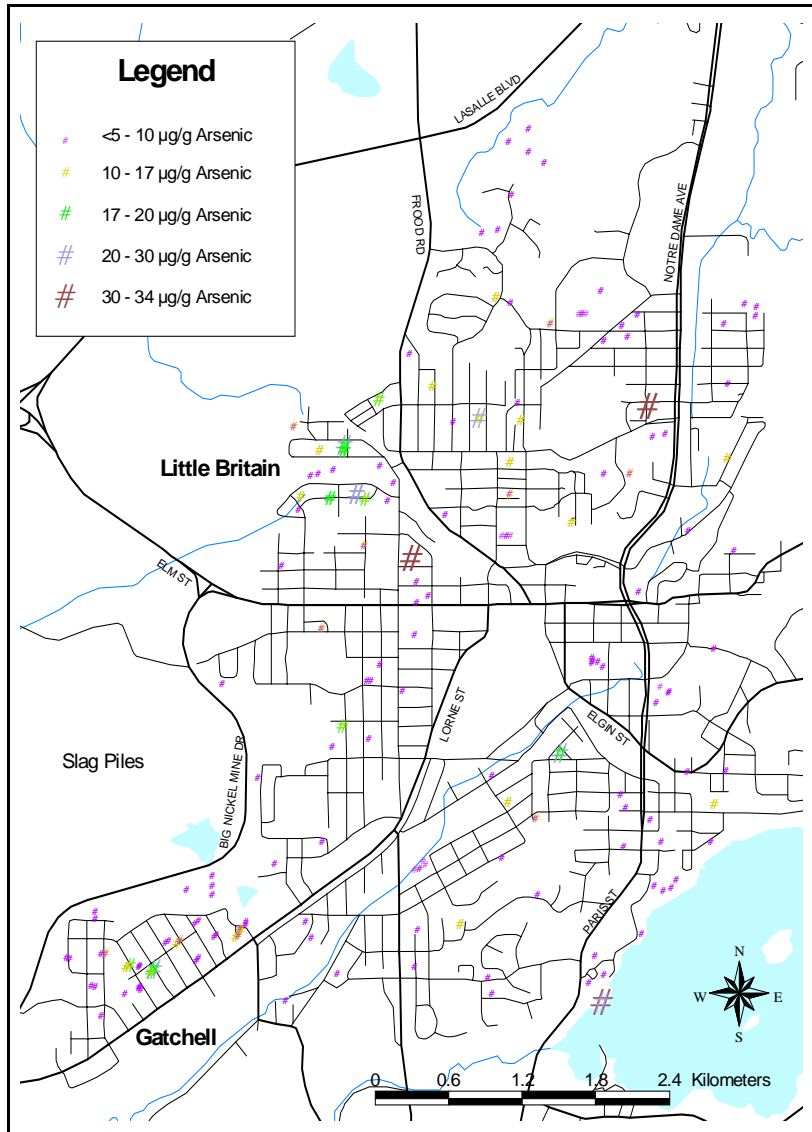 Legend
# <5 - 10 µg/g Arsenic
# 10 - 17 µg/g Arsenic
# 17 - 20 µg/g Arsenic
# 20 - 30 µg/g Arsenic
# 30 - 34 µg/g Arsenic
LASALLE BLVD
FROOD RD
NOTRE DAME AVE
Little Britain
ELM ST
LORNE ST
ELGIN ST
Slag Piles
BIG NICKEL MINE DR
PARIS ST
Gatchell
N
W E
S
0 0.6 1.2 1.8 2.4 Kilometers